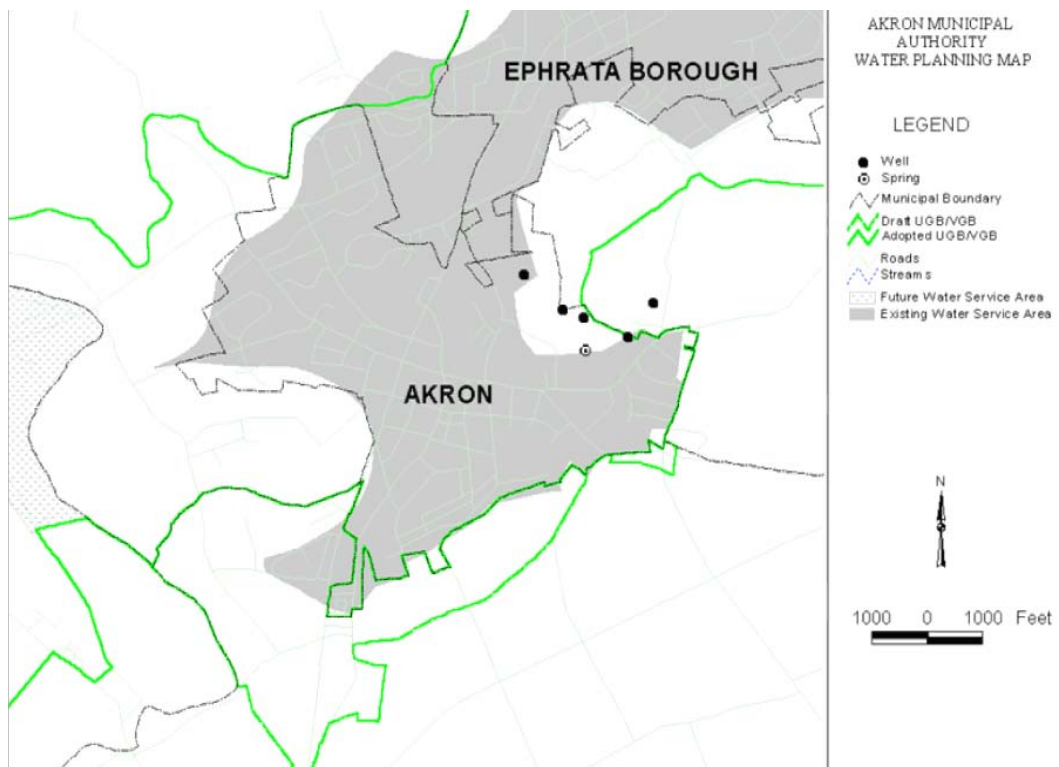 EPHRATA BOROUGH
AKRON
AKRON MUNICIPAL
AUTHORITY
WATER PLANNING MAP
LEGEND
Well
Spring
Municipal Boundary
Draft UGB/VGB
Adopted UGB/VGB
Roads
Streams
Future Water Service Area
Existing Water Service Area
N
1000 0 1000 Feet